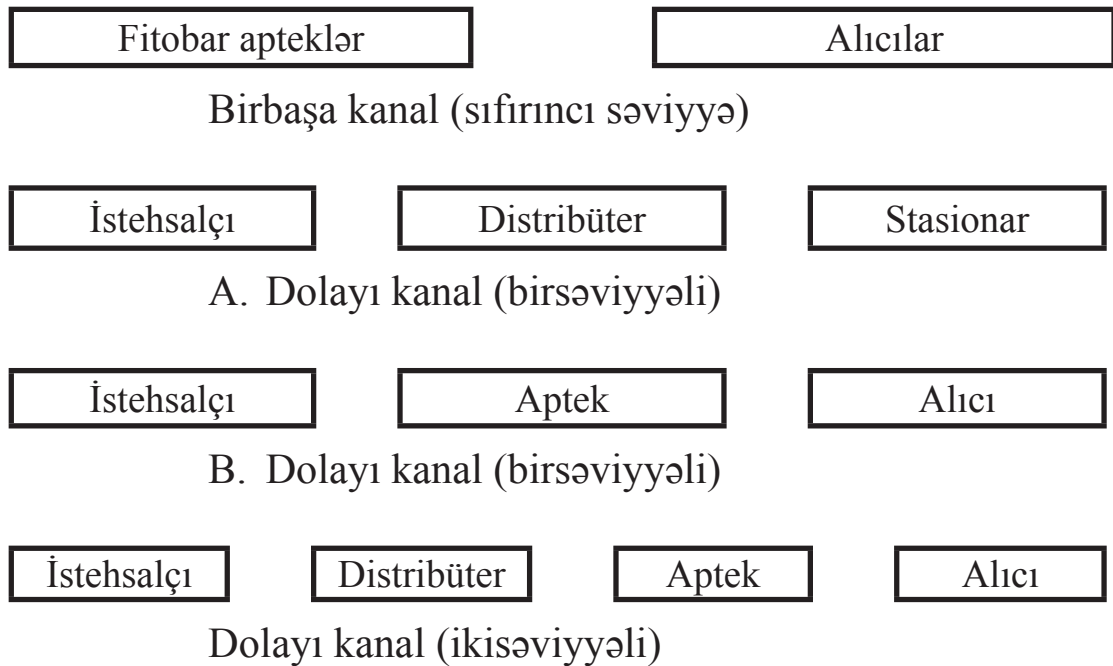 Fitobar apteklər Alıcılar
Birbaşa kanal (sıfırıncı səviyyə)
İstehsalçı Distribüter Stasionar
A. Dolayı kanal (birsəviyyəli)
İstehsalçı Aptek Alıcı
B. Dolayı kanal (birsəviyyəli)
İstehsalçı Distribüter Aptek Alıcı
Dolayı kanal (ikisəviyyəli)